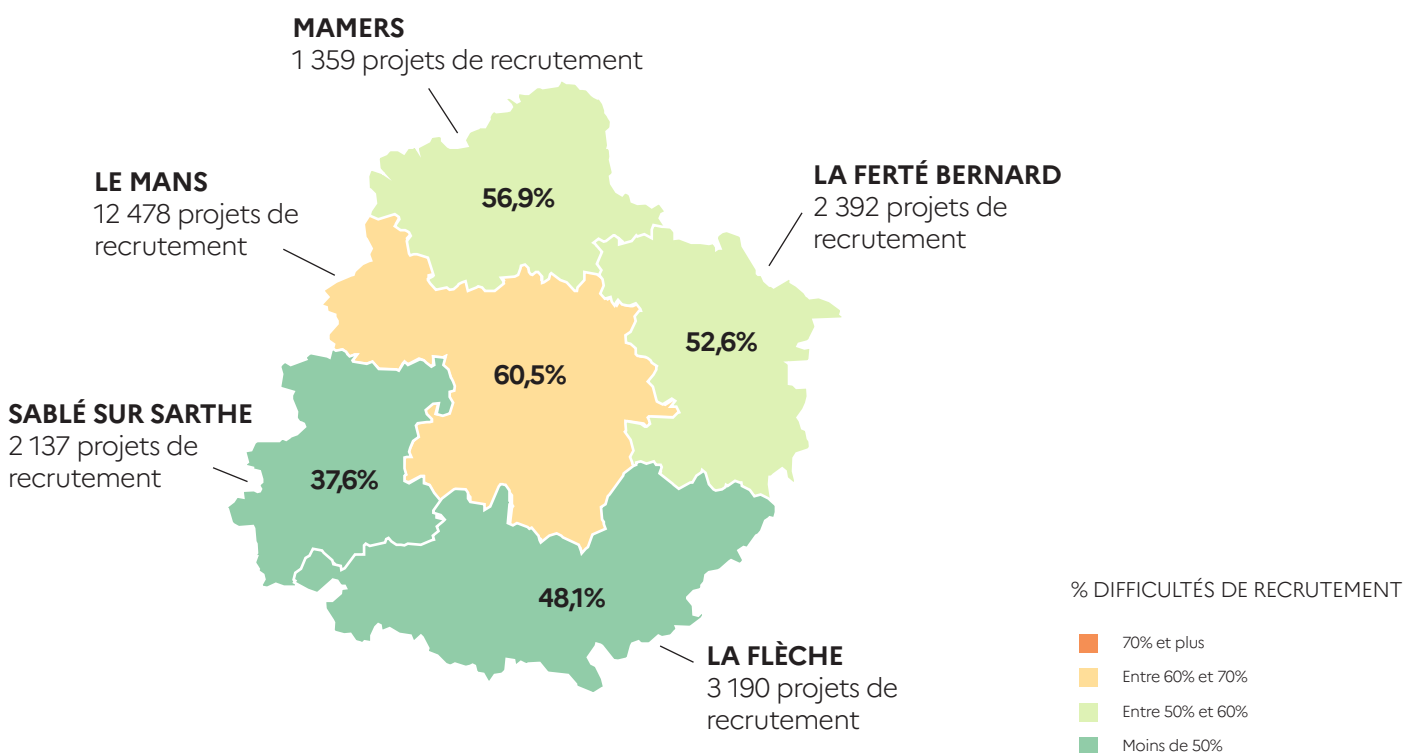 MAMERS
1 359 projets de recrutement
LE MANS
12 478 projets de
recrutement
LA FERTÉ BERNARD
2 392 projets de
recrutement
56,9%
52,6%
60,5%
SABLÉ SUR SARTHE
2 137 projets de
recrutement
37,6%
48,1%
LA FLÈCHE
3 190 projets de
recrutement
% DIFFICULTÉS DE RECRUTEMENT
70% et plus
Entre 60% et 70%
Entre 50% et 60%
Moins de 50%